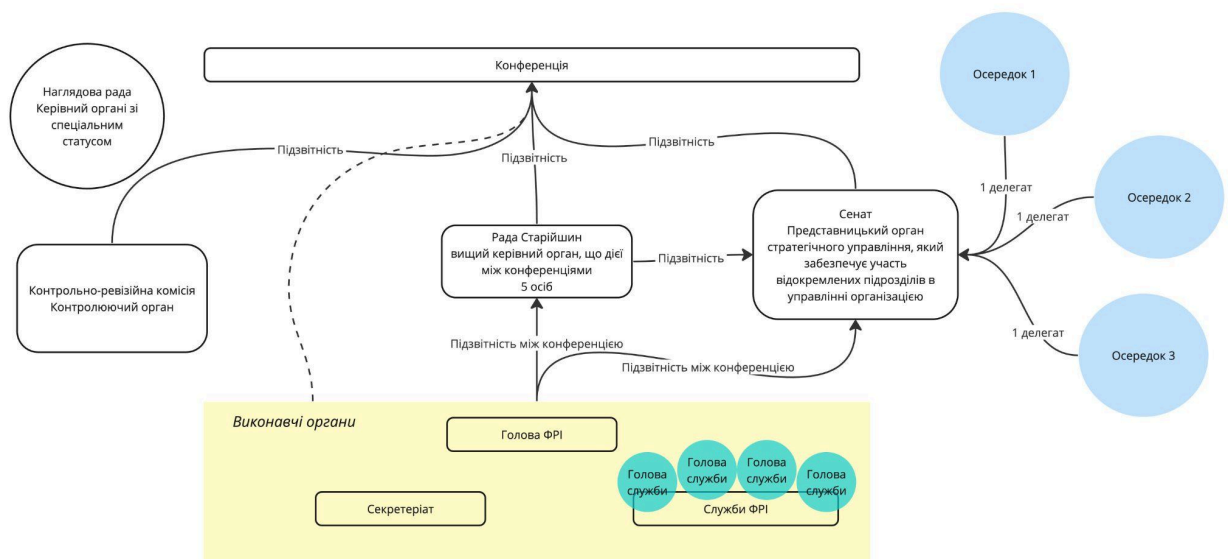 Конференція
Наглядова рада
Керівний органі зі
спеціальним
статусом
Осередок 1
Підзвітність
Підзвітність
Підзвітність
1 делегат
Осередок 2
1 делегат
Сенат
Представницький орган
стратегічного управління, який
забезпечує участь
відокремлених підрозділів в
управлінні організацією
Рада Старійшин
вищий керівний орган, що дієї
між конференціями
5 осіб
Підзвітність
Контрольно-ревізійна комісія
Контролюючий орган
1 делегат
Осередок 3
Підзвітність між конференцією
Підзвітність між конференцією
Виконавчі органи
Голова ФРІ
Голова
служби
Голова
служби
Голова
служби
Голова
служби
Секретеріат
Служби ФРІ